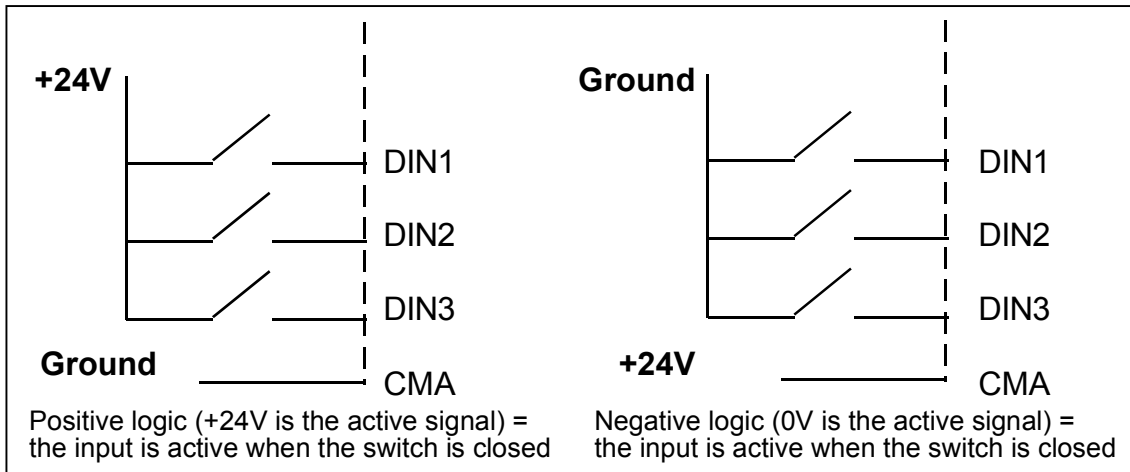 +24V
DIN1
DIN2
DIN3
Ground
CMA
Positive logic (+24V is the active signal) =
the input is active when the switch is closed
Ground
DIN1
DIN2
DIN3
+24V
CMA
Negative logic (0V is the active signal) =
the input is active when the switch is closed